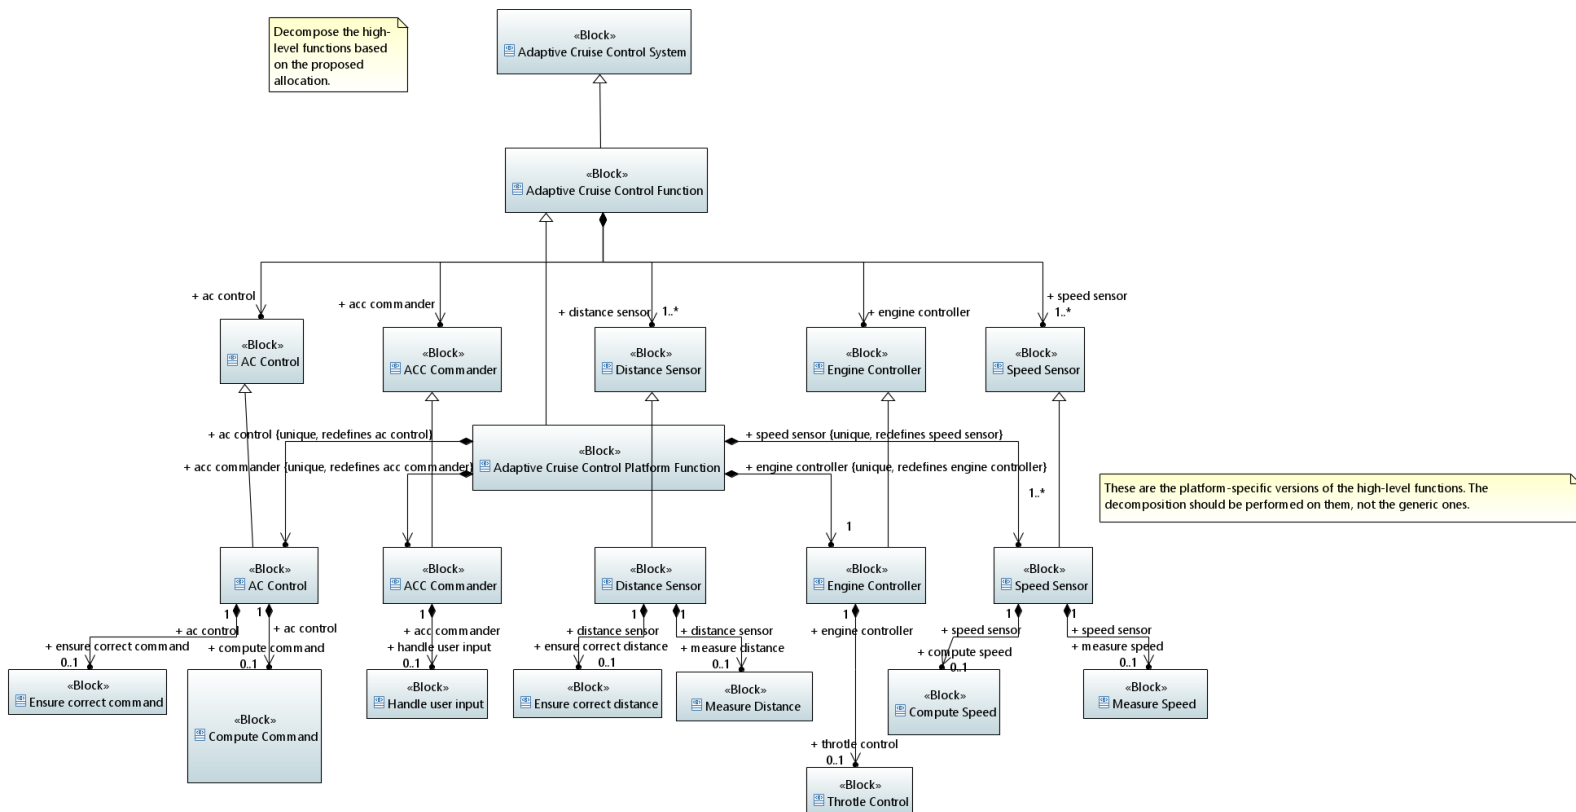 Decompose the high-
level functions based
on the proposed
allocation.
«Block»
Adaptive Cruise Control System
«Block»
Adaptive Cruise Control Function
+ ac control
+ acc commander
+ distance sensor
1..*
+ engine controller
+ speed sensor
1..*
«Block»
AC Control
«Block»
ACC Commander
«Block»
Distance Sensor
«Block»
Engine Controller
«Block»
Speed Sensor
+ ac control {unique, redefines ac control}
+ acc commander {unique, redefines acc commander}
«Block»
Adaptive Cruise Control Platform Function
+ speed sensor {unique, redefines speed sensor}
+ engine controller {unique, redefines engine controller}
1..*
1
These are the platform-specific versions of the high-level functions. The
decomposition should be performed on them, not the generic ones.
«Block»
AC Control
«Block»
ACC Commander
«Block»
Distance Sensor
«Block»
Engine Controller
«Block»
Speed Sensor
1
+ ac control
+ ensure correct command
0..1
1
+ ac control
+ compute command
0..1
1
+ acc commander
+ handle user input
0..1
1
+ distance sensor
+ ensure correct distance
0..1
1
+ distance sensor
+ measure distance
0..1
1
+ engine controller
1
+ speed sensor
+ compute speed
0..1
1
+ speed sensor
+ measure speed
0..1
«Block»
Ensure correct command
«Block»
Compute Command
«Block»
Handle user input
«Block»
Ensure correct distance
«Block»
Measure Distance
«Block»
Compute Speed
«Block»
Measure Speed
+ throtle control
0..1
«Block»
Throtle Control